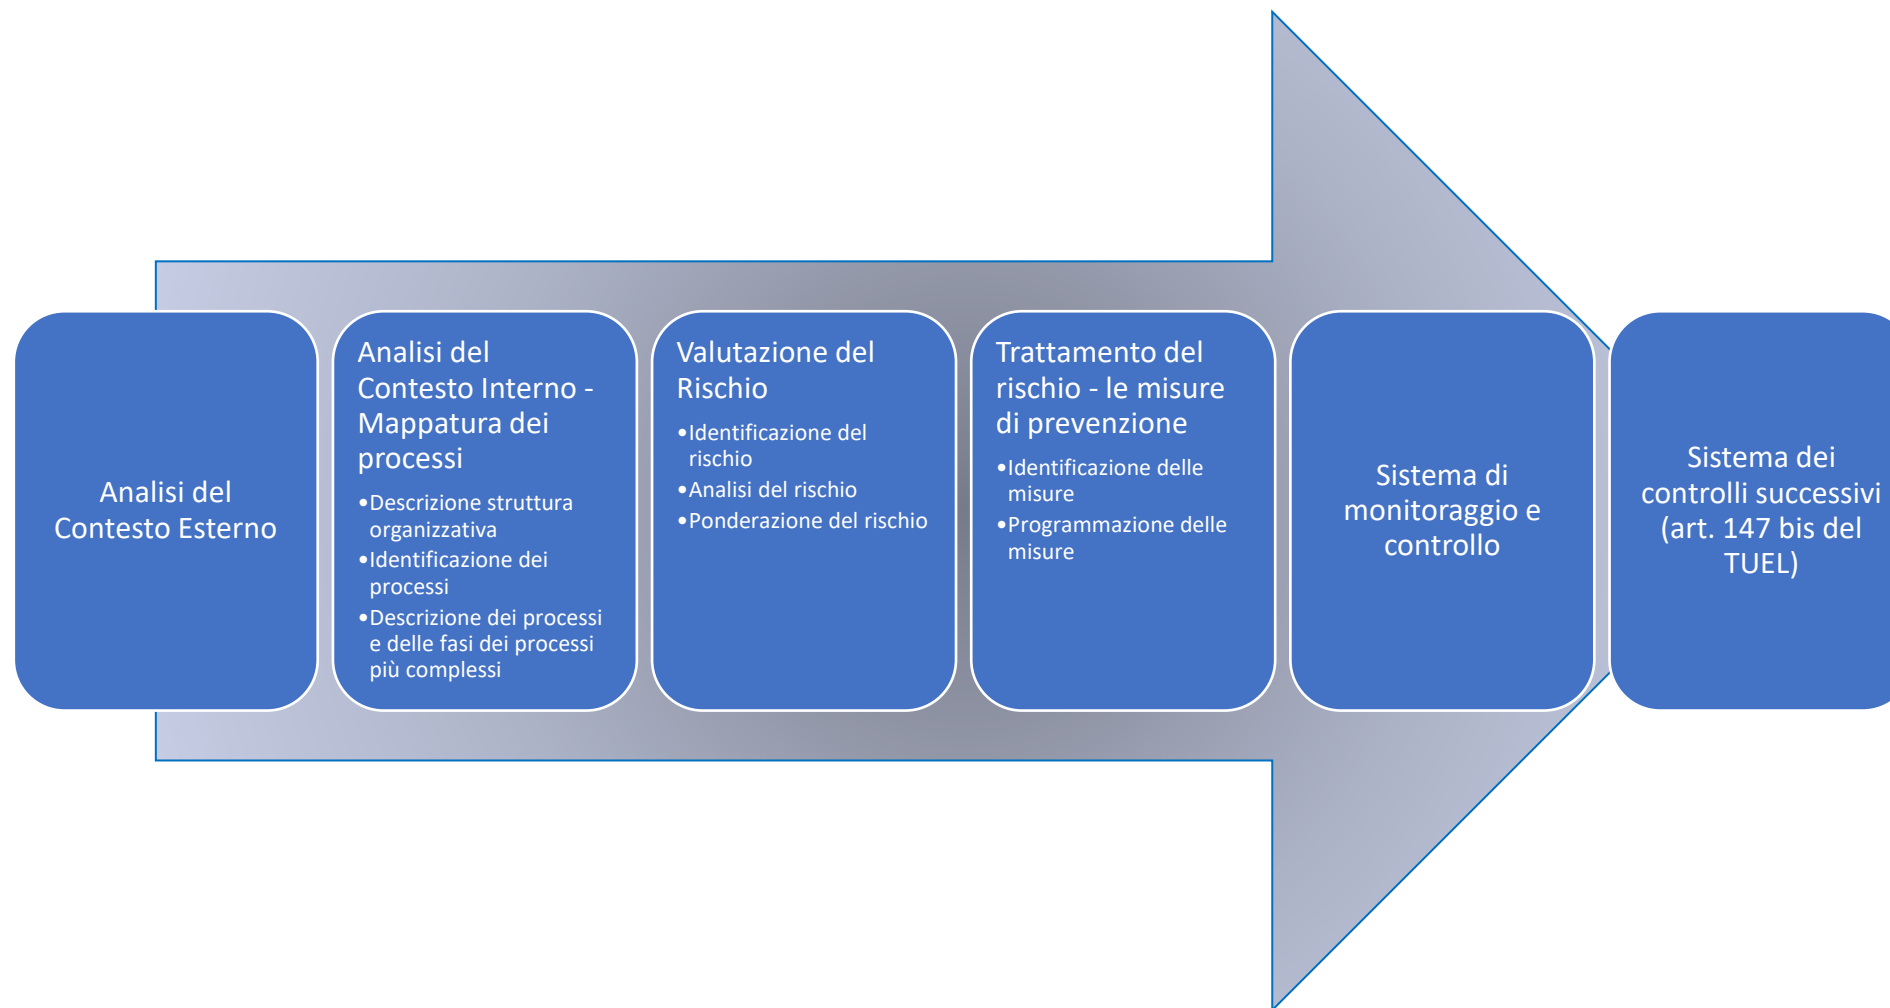 Analisi del
Contesto Esterno
Analisi del
Contesto Interno -
Mappatura dei
processi
•Descrizione struttura
organizzativa
•Identificazione dei
processi
•Descrizione dei processi
e delle fasi dei processi
più complessi
Valutazione del
Rischio
•Identificazione del
rischio
•Analisi del rischio
•Ponderazione del rischio
Trattamento del
rischio - le misure
di prevenzione
•Identificazione delle
misure
•Programmazione delle
misure
Sistema di
monitoraggio e
controllo
Sistema dei
controlli successivi
(art. 147 bis del
TUEL)